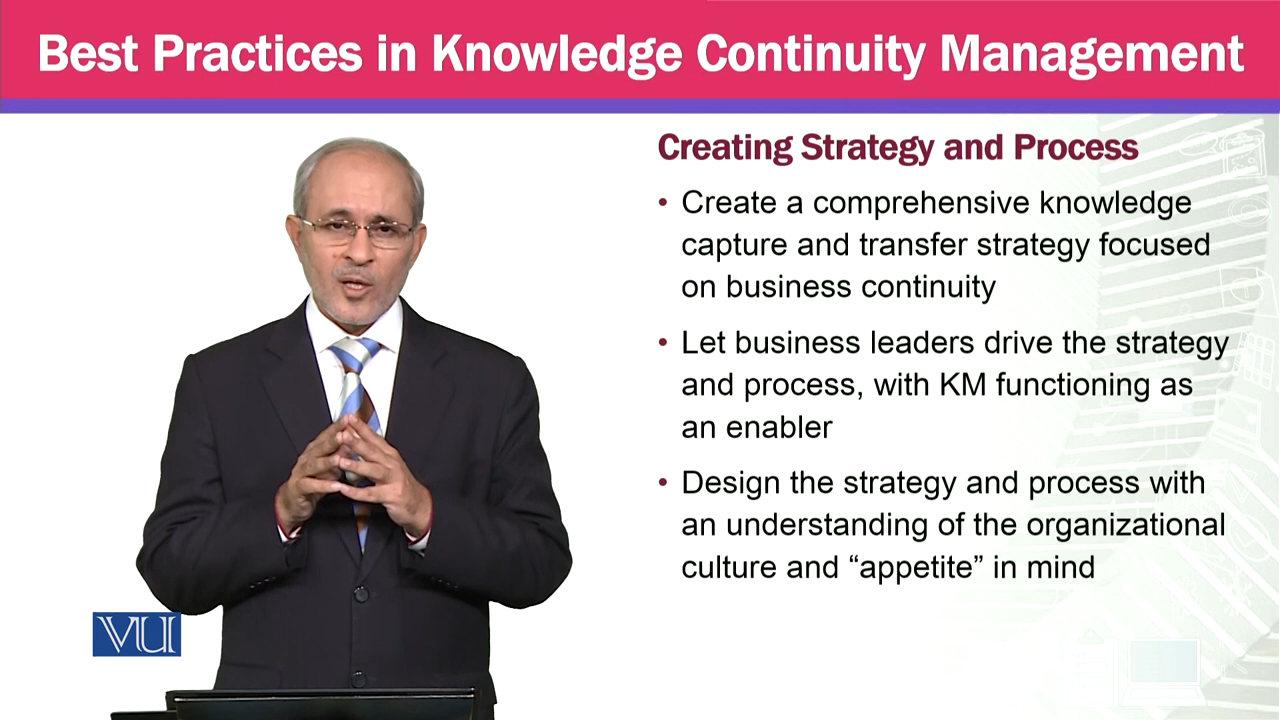 Best Practices in Knowledge Continuity Management
Creating Strategy and Process
• Create a comprehensive knowledge
capture and transfer strategy focused
on business continuity
• Let business leaders drive the strategy
and process, with KM functioning as
an enabler
• Design the strategy and process with
an understanding of the organizational
culture and “appetite” in mind
VU